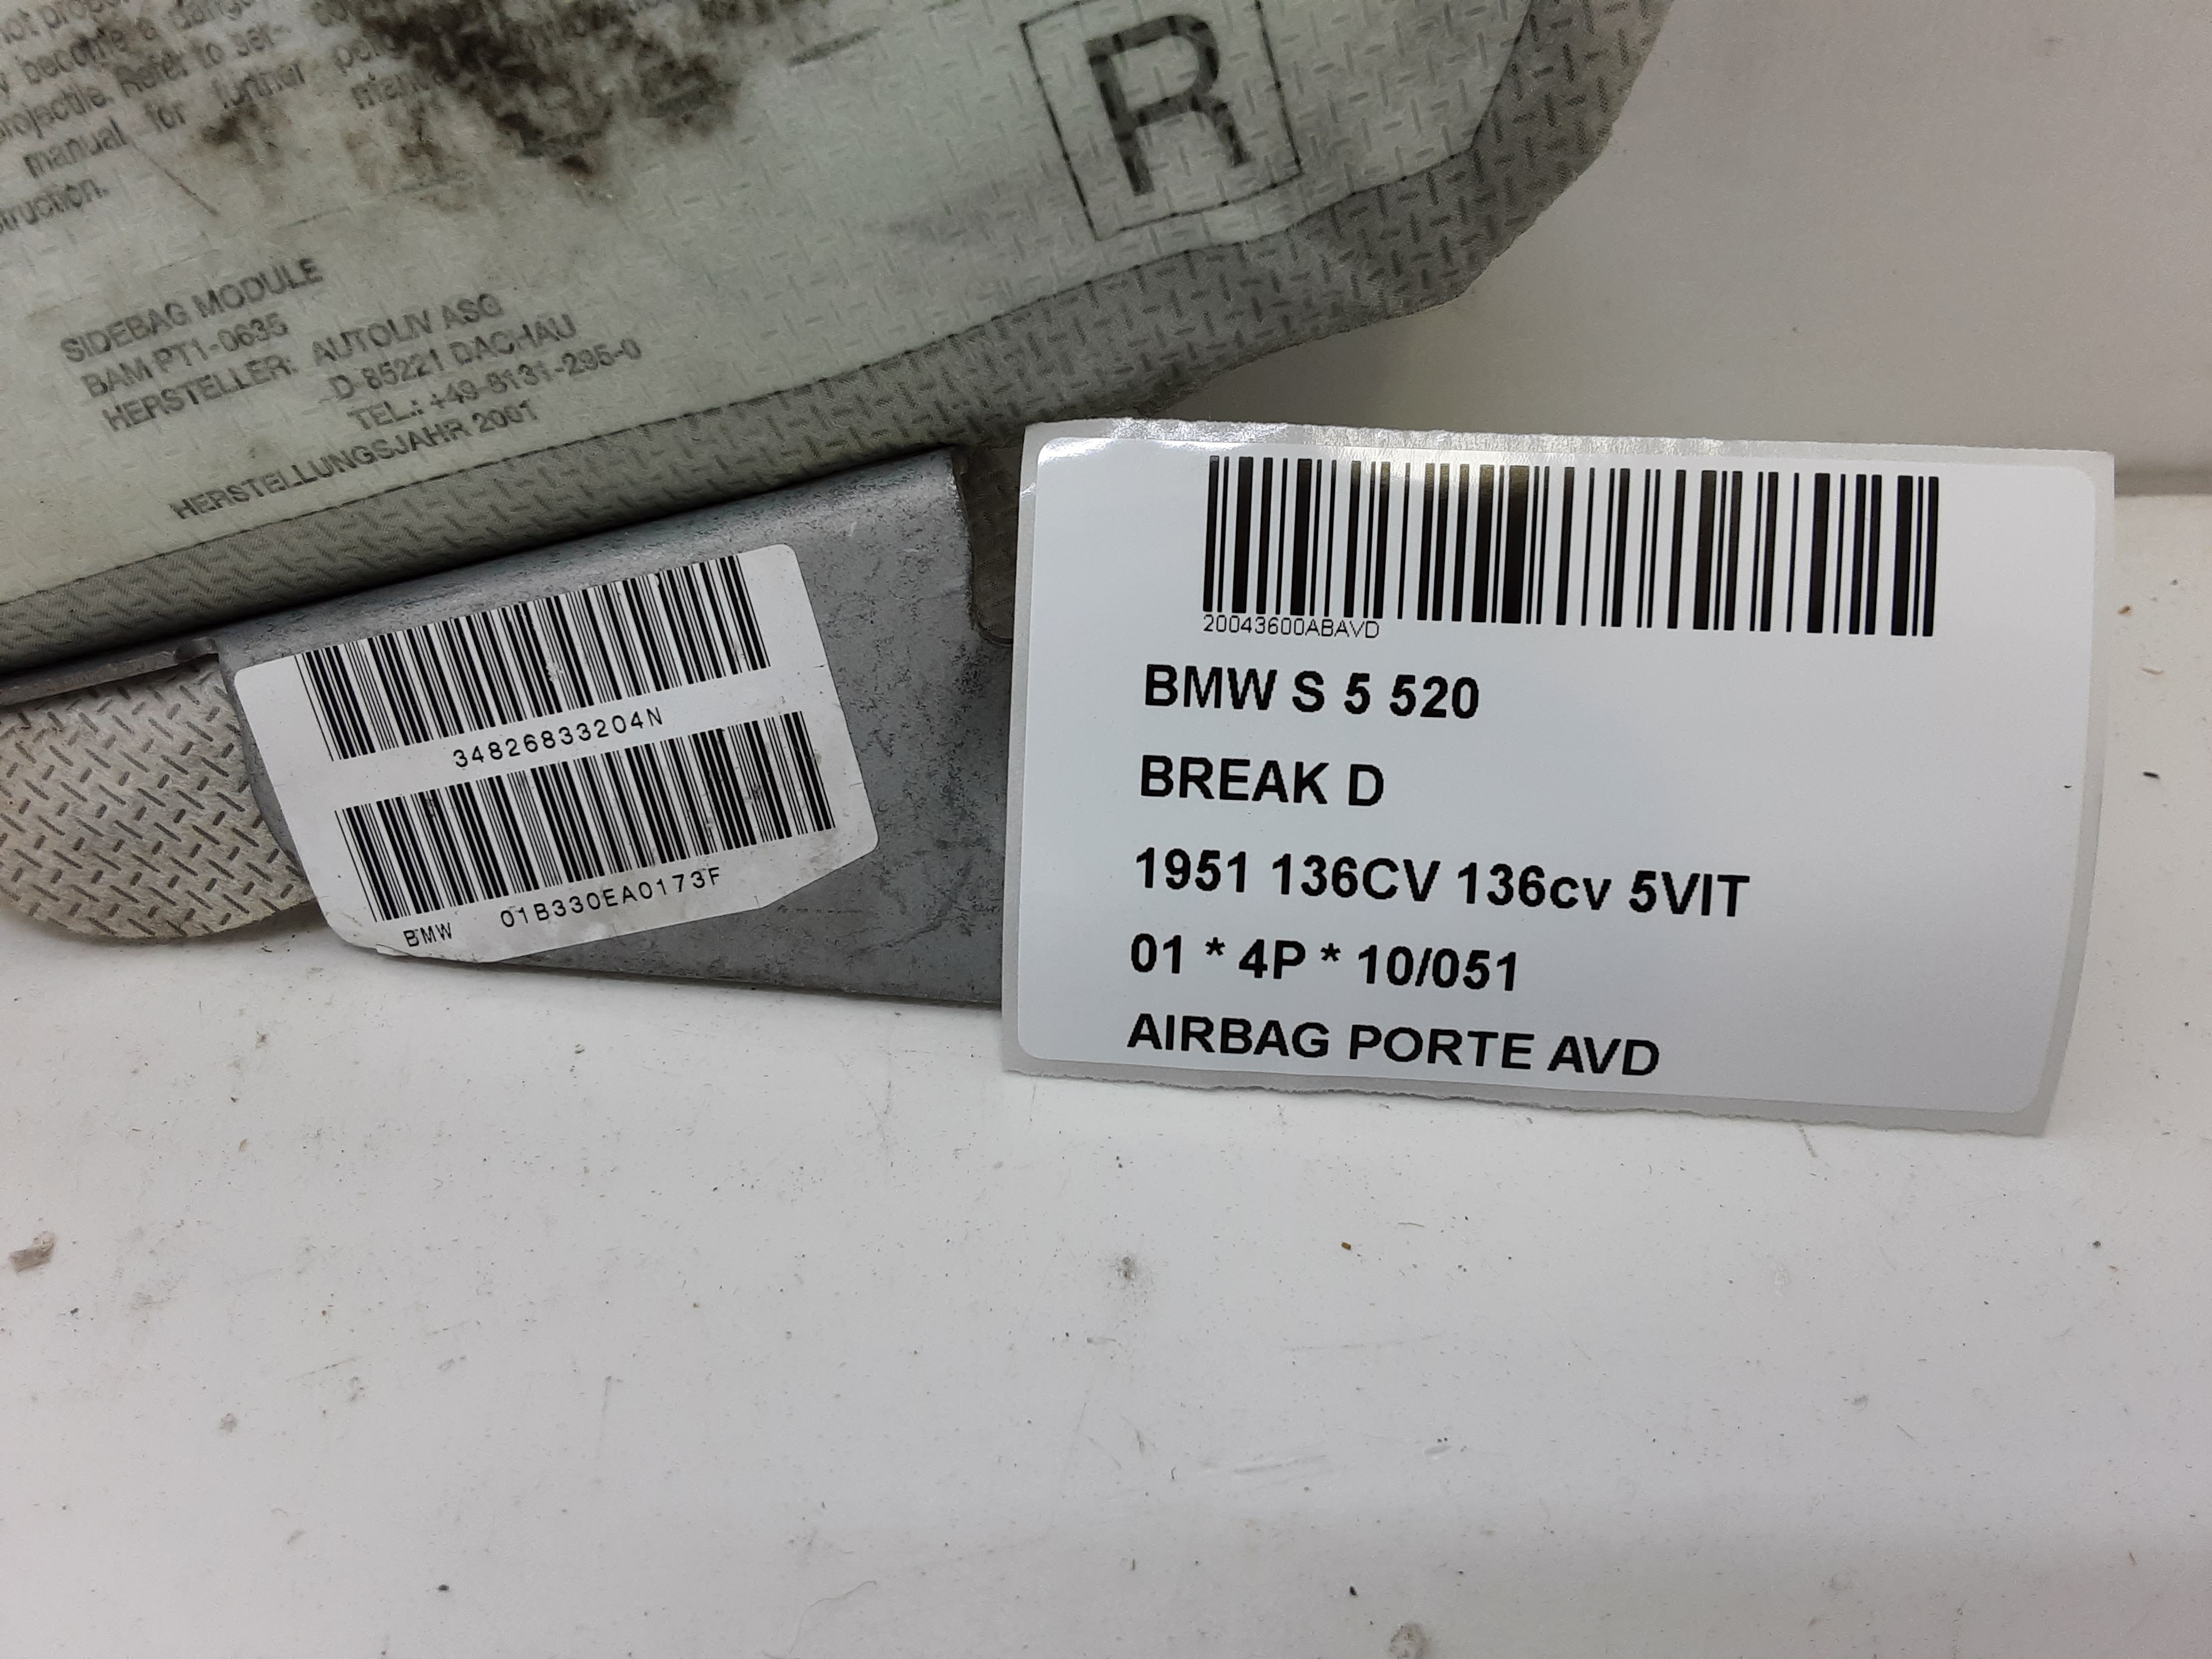 become a
projectile. Refer to ser-
manual for further
struction.
R
SIDEBAG MODULE
BAM-PT1-0635
HERSTELLER: AUTOLIV ASG
D-85221 DACHAU
TEL.: +49-8131-295-0
HERSTELLUNGSJAHR 2001
34826833204N
BMW 01B330EA0173F
20043600ABAVD
BMW S 5 520
BREAK D
1951 136CV 136cv 5VIT
01 * 4P * 10/051
AIRBAG PORTE AVD